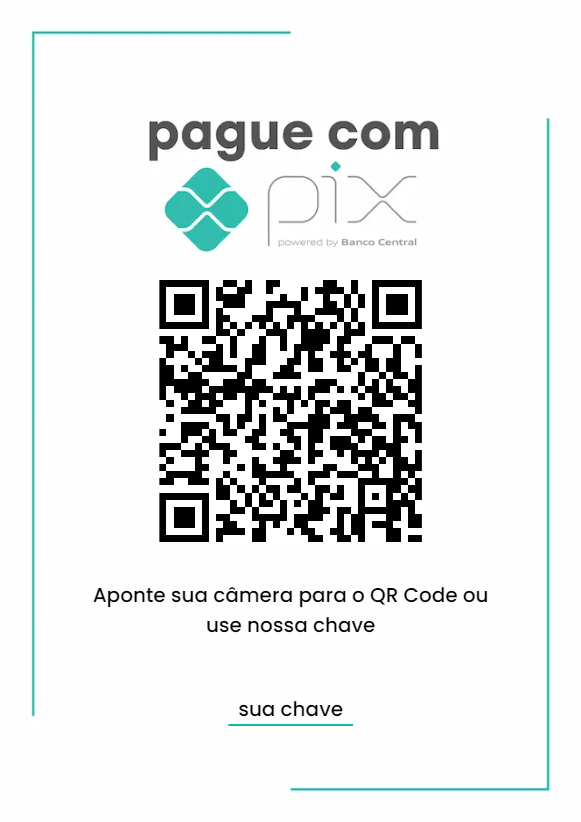 pague com
pix
powered by Banco Central
Aponte sua câmera para o QR Code ou
use nossa chave
sua chave